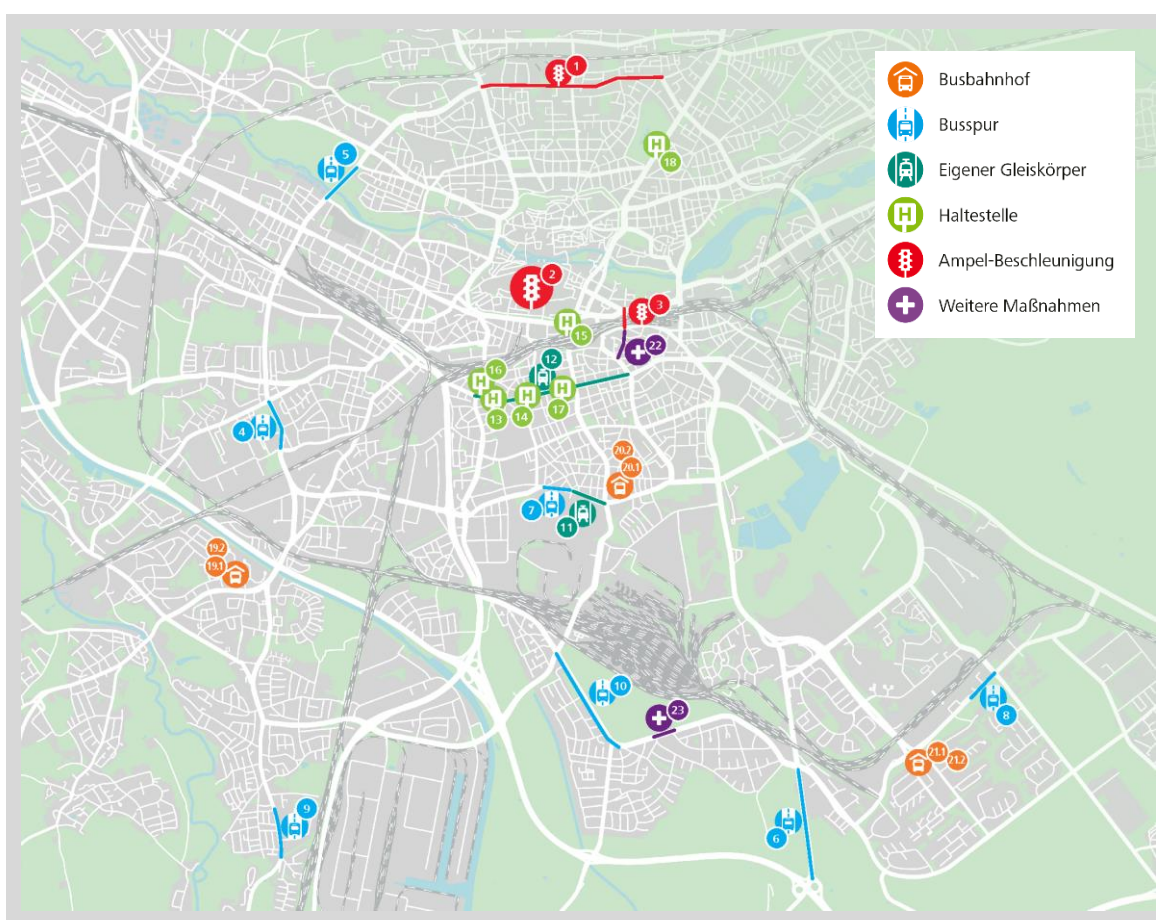 1
Busbahnhof
Busspur
5
18
Eigener Gleiskörper
Haltestelle
Ampel-Beschleunigung
2
3
Weitere Maßnahmen
15
22
12
16
13
14
17
4
20.2
20.1
7
11
19.2
19.1
10
23
8
21.1
21.2
9
6
H
H
H
H
H
H
H